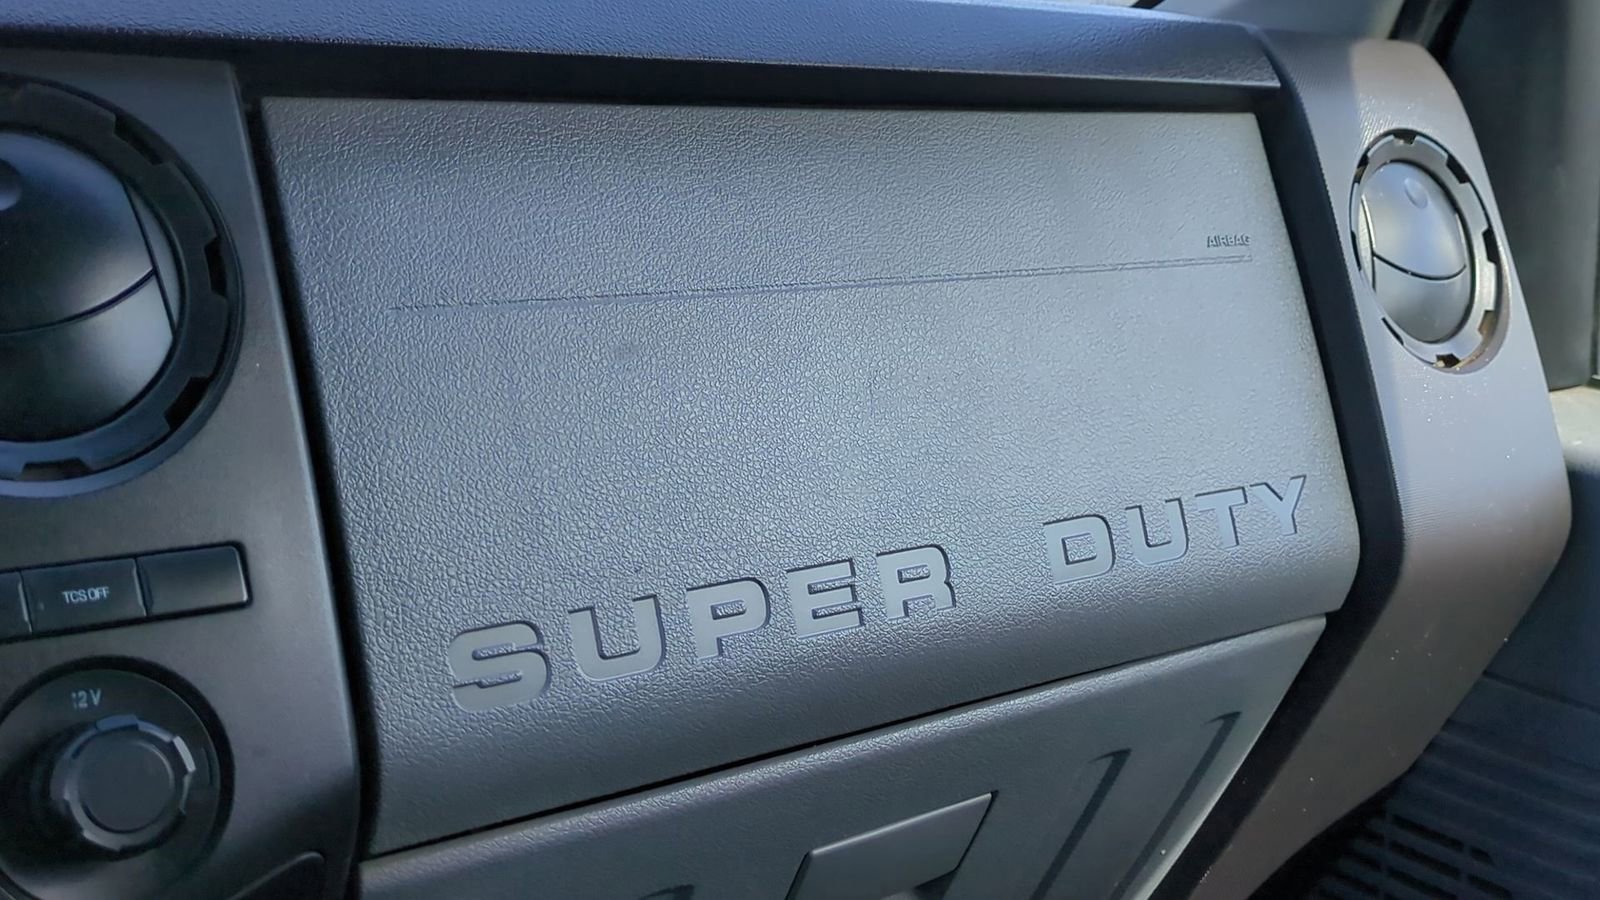 AIRBAG
SUPER DUTY
TCS OFF
12V